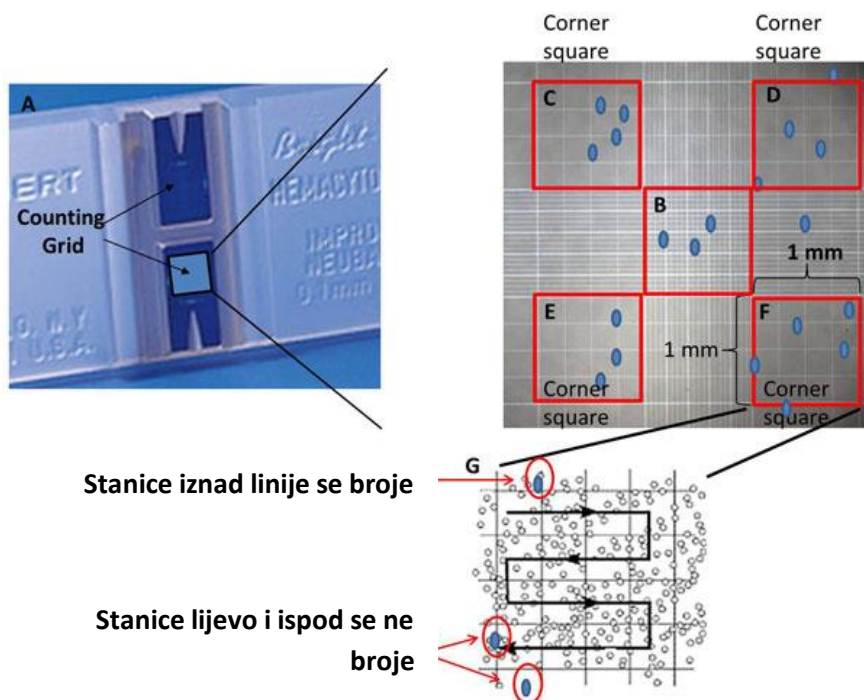 Corner
square
Corner
square
A
ERT
Counting
Grid
Bright
HEMACYTO
IMPRO
NEUBA
0.1mm
U.S.A.
C
D
B
1 mm
E
F
1 mm
Corner
square
Corner
square
G
Stanice iznad linije se broje
Stanice lijevo i ispod se ne
broje